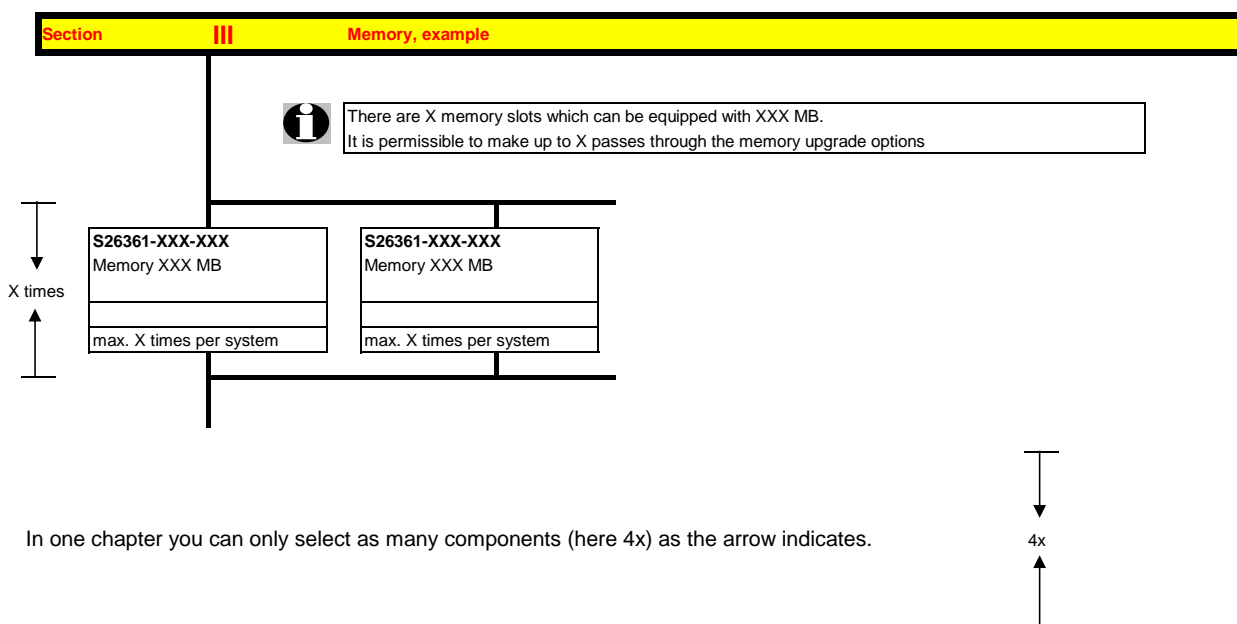 Section III Memory, example
There are X memory slots which can be equipped with XXX MB.
It is permissible to make up to X passes through the memory upgrade options
S26361-XXX-XXX S26361-XXX-XXX
Memory XXX MB Memory XXX MB
X times
max. X times per system max. X times per system
In one chapter you can only select as many components (here 4x) as the arrow indicates. 4x